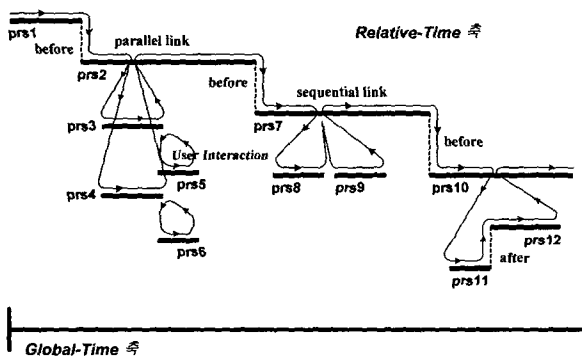 prs1
before
parallel link
Relative-Time 축
prs2
before
sequential link
prs3
prs7
before
User Interaction
prs4
prs5
prs8
prs9
prs10
prs6
prs12
prs11
after
Global-Time 축